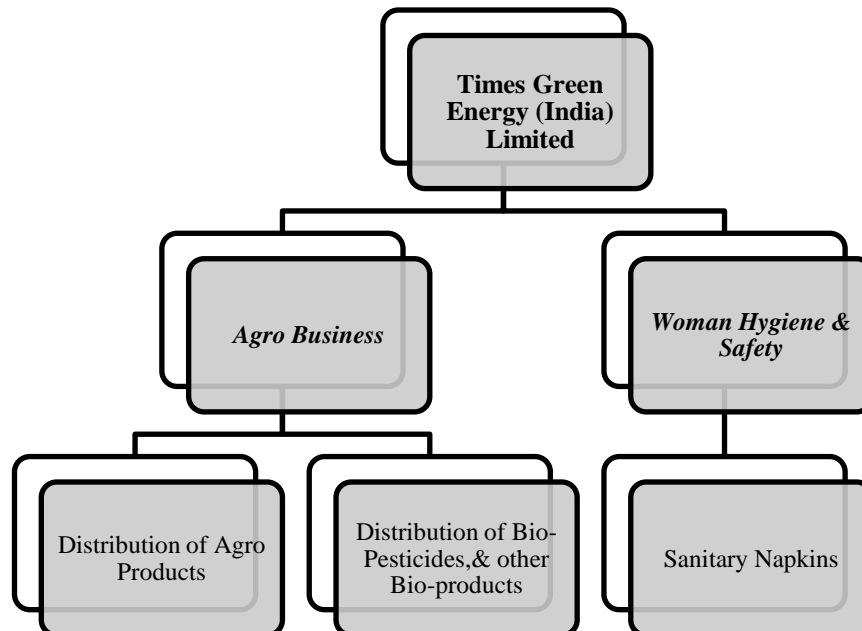 Times Green
Energy (India)
Limited
Agro Business
Woman Hygiene &
Safety
Distribution of Agro
Products
Distribution of Bio-
Pesticides,& other
Bio-products
Sanitary Napkins